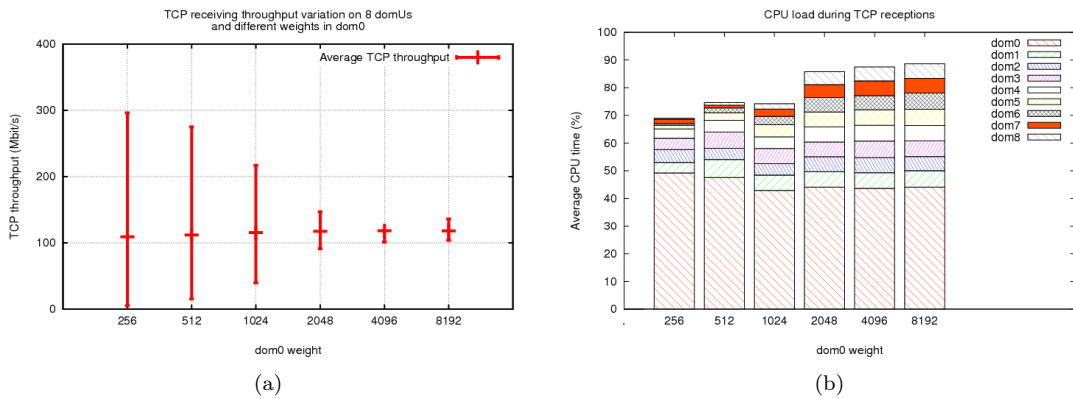 TCP receiving throughput variation on 8 domUs
and different weights in dom0
400
300
200
100
0
TCP throughput (Mbit/s)
Average TCP throughput
256 512 1024 2048 4096 8192
dom0 weight
(a)
CPU load during TCP receptions
100
90
80
70
60
50
40
30
20
10
0
Average CPU time (%)
dom0
dom1
dom2
dom3
dom4
dom5
dom6
dom7
dom8
. 256 512 1024 2048 4096 8192
dom0 weight
(b)